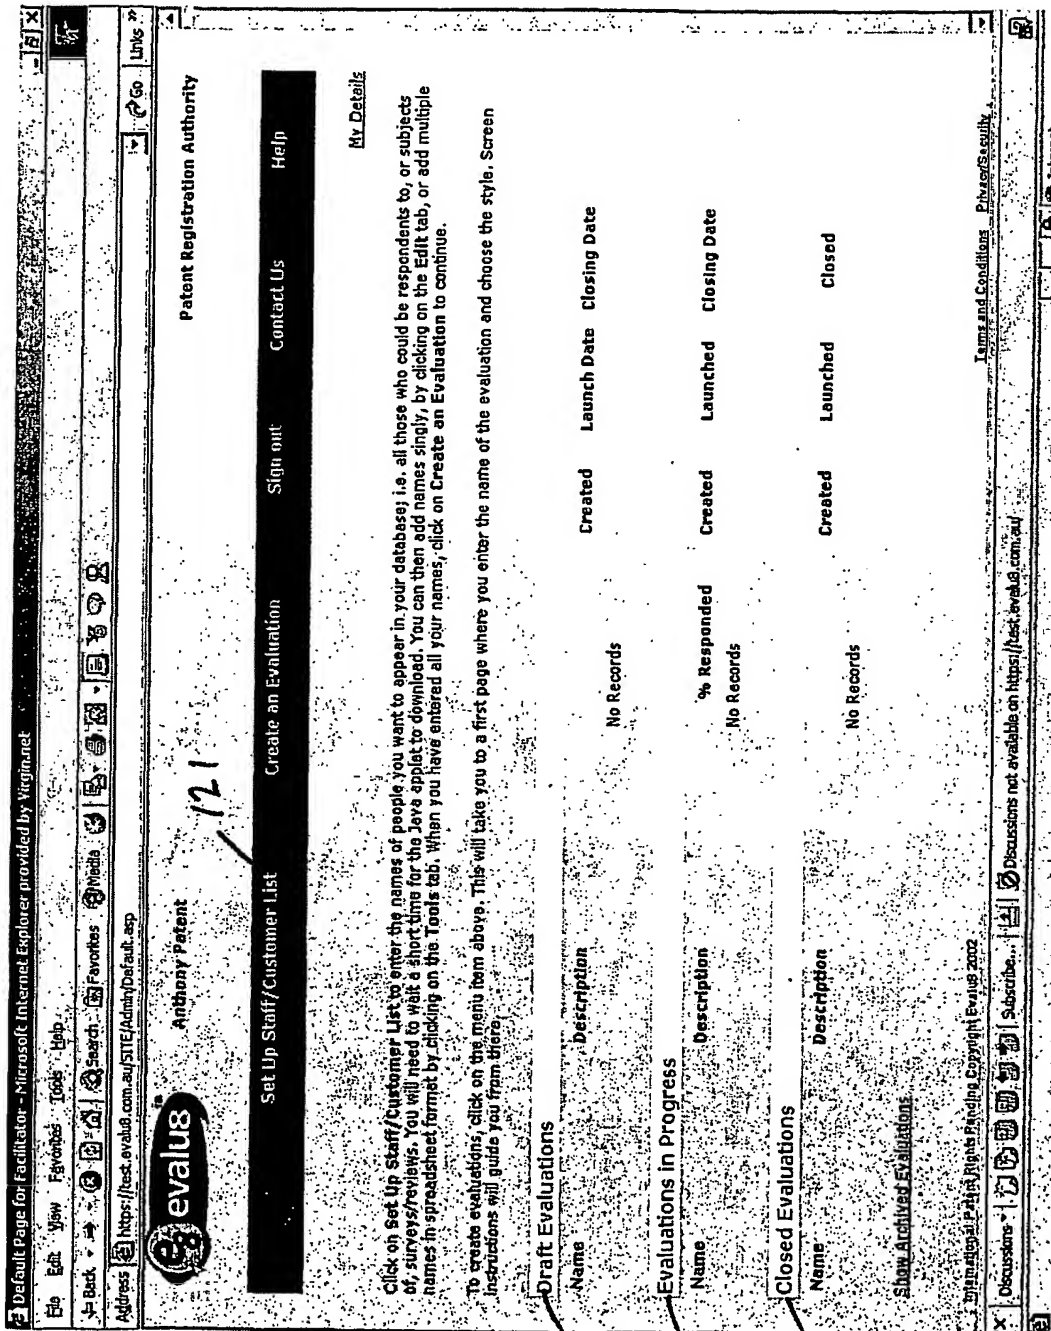 Default Page for Facilitator - Microsoft Internet Explorer provided by Virgin.net
File Edit View Favorites Tools Help
Back Search Favorites Media
Address https://test.evalu8.com.au/SITE/Admin/Default.asp Go Links »
e8 evalu8 Anthony Patent Patent Registration Authority
121
Set Up Staff/Customer List Create an Evaluation Sign out Contact Us Help
My Details
Click on Set Up Staff/Customer List to enter the names of people you want to appear in your database; i.e. all those who could be respondents to, or subjects
of, surveys/reviews. You will need to wait a short time for the Java applet to download. You can then add names singly, by clicking on the Edit tab, or add multiple
names in spreadsheet format by clicking on the Tools tab. When you have entered all your names, click on Create an Evaluation to continue.
To create evaluations, click on the menu item above. This will take you to a first page where you enter the name of the evaluation and choose the style. Screen
instructions will guide you from there.
Draft Evaluations
Name Description Created Launch Date Closing Date
No Records
Evaluations in Progress
Name Description % Responded Created Launched Closing Date
No Records
Closed Evaluations
Name Description Created Launched Closed
No Records
Show Archived Evaluations
International Patent Rights Pending Copyright Evalu8 2002 Terms and Conditions Privacy/Security
Discussions Subscribe... Discussions not available on https://test.evalu8.com.au/